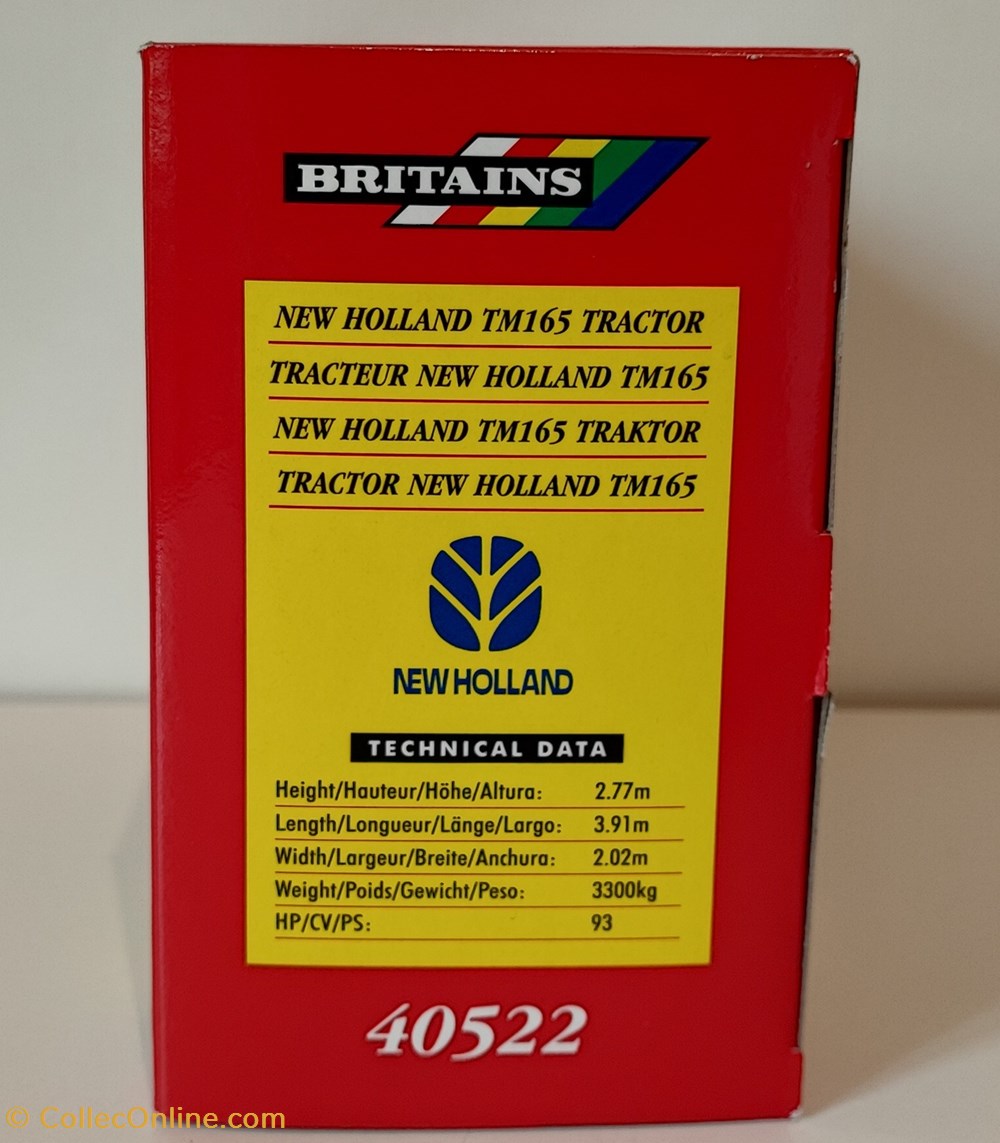 BRITAINS
NEW HOLLAND TM165 TRACTOR
TRACTEUR NEW HOLLAND TM165
NEW HOLLAND TM165 TRAKTOR
TRACTOR NEW HOLLAND TM165
NEW HOLLAND
TECHNICAL DATA
Height/Hauteur/Höhe/Altura: 2.77m
Length/Longueur/Länge/Largo: 3.91m
Width/Largeur/Breite/Anchura: 2.02m
Weight/Poids/Gewicht/Peso: 3300kg
HP/CV/PS: 93
40522
© CollecOnline.com